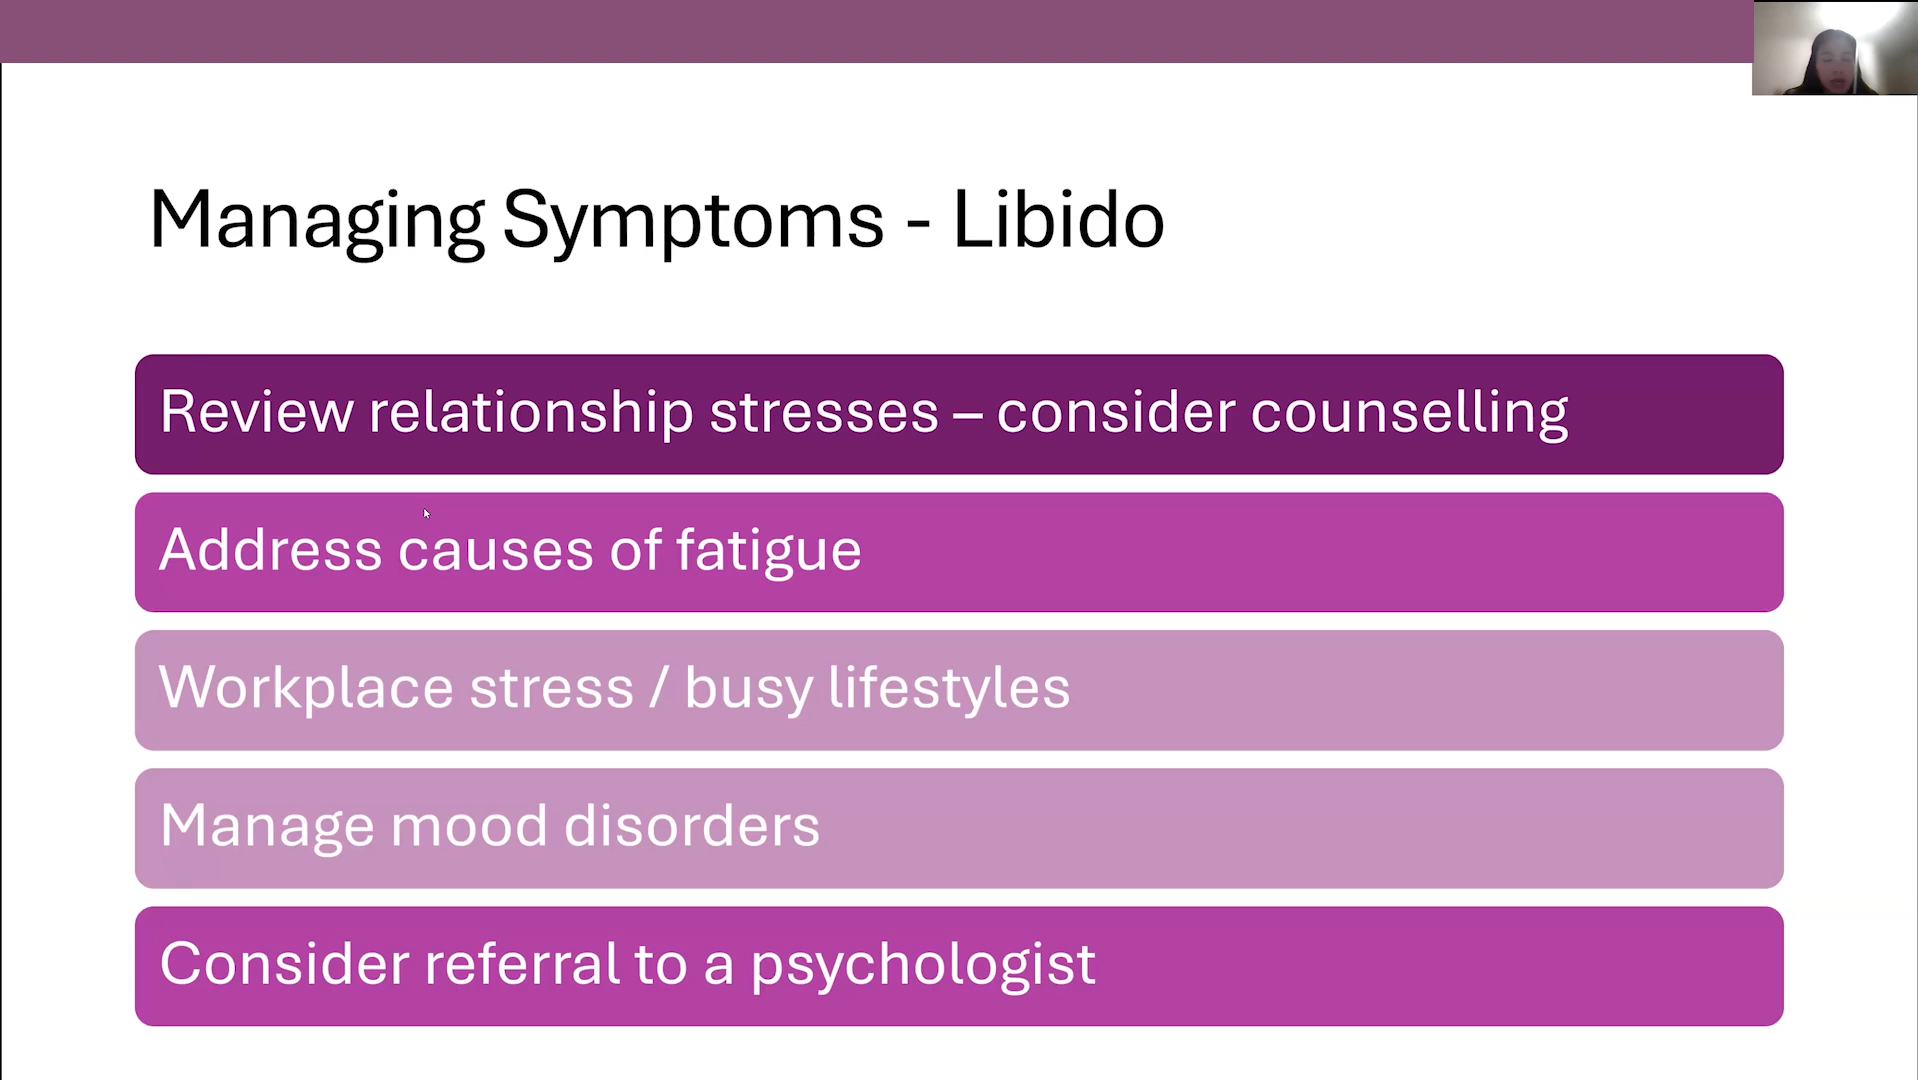 Managing Symptoms - Libido
Review relationship stresses – consider counselling
Address causes of fatigue
Workplace stress / busy lifestyles
Manage mood disorders
Consider referral to a psychologist